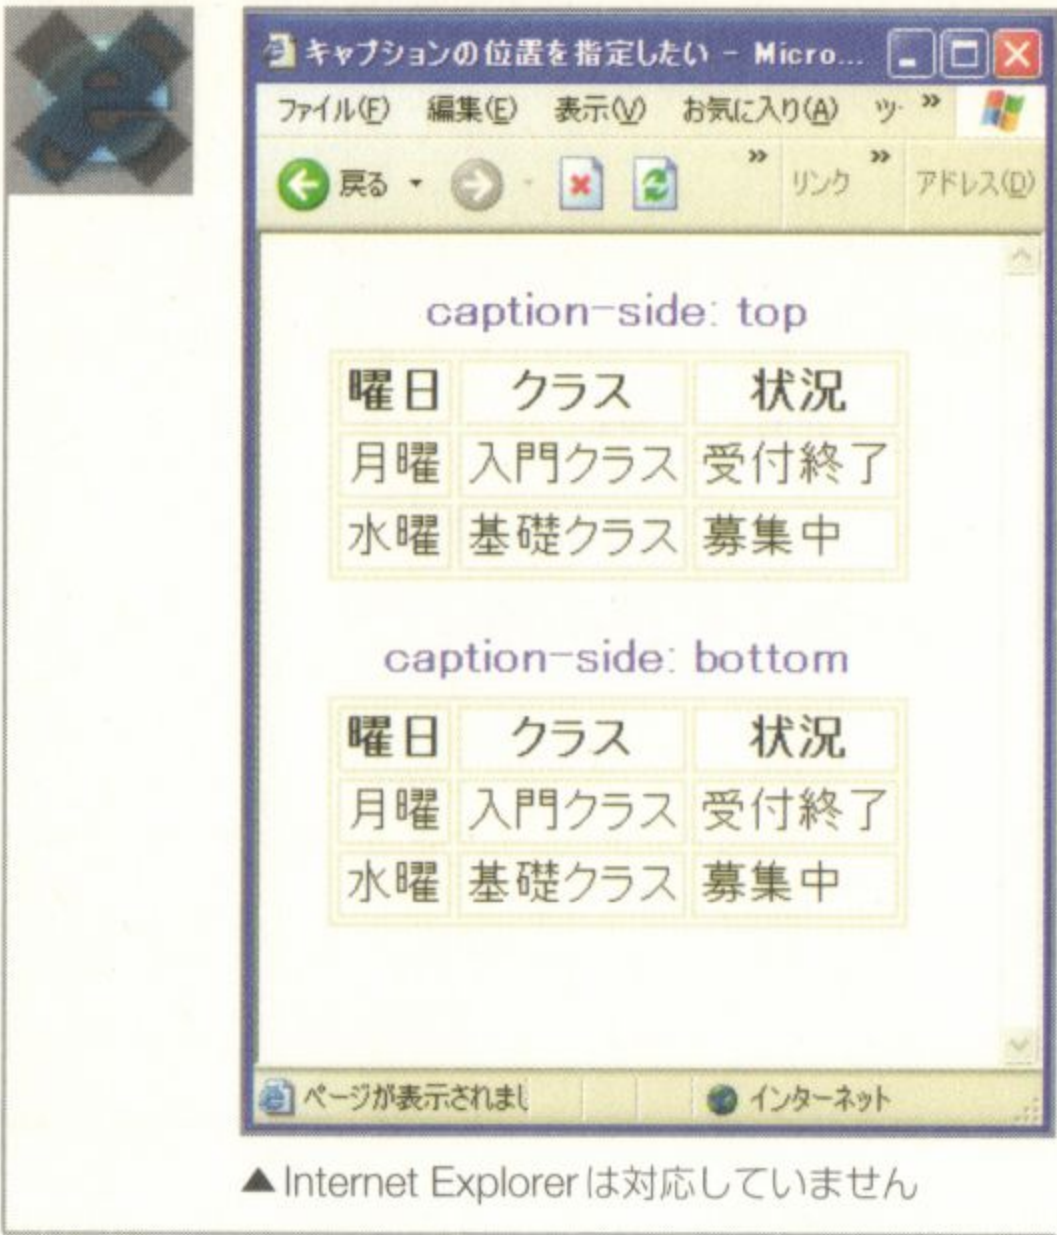 キャプションの位置を指定したい - Micro...
ファイル(F) 編集(E) 表示(V) お気に入り(A) ツ »
戻る » リンク » アドレス(D)
caption-side: top
曜日 クラス 状況
月曜 入門クラス 受付終了
水曜 基礎クラス 募集中
caption-side: bottom
曜日 クラス 状況
月曜 入門クラス 受付終了
水曜 基礎クラス 募集中
ページが表示されまし インターネット
▲Internet Explorerは対応していません